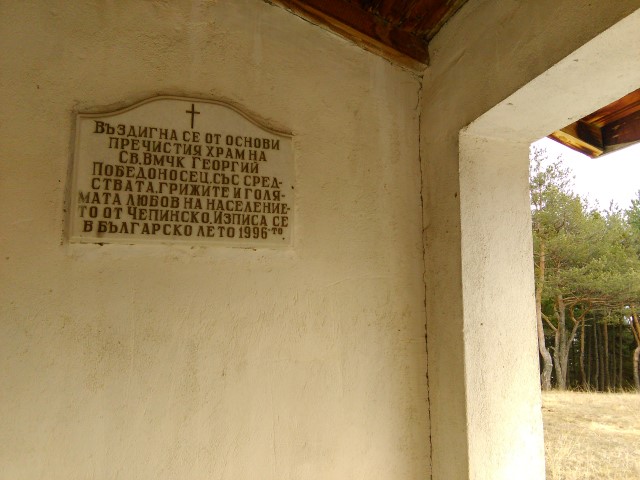 ВЪЗДИГНА СЕ ОТ ОСНОВИ
ПРЕЧИСТИЯ ХРАМ НА
СВ. ВМЧК ГЕОРГИЙ
ПОБЕДОНОСЕЦ, СЪС СРЕД-
СТВАТА, ГРИЖИТЕ И ГОЛЯ-
МАТА ЛЮБОВ НА НАСЕЛЕНИЕ-
ТО ОТ ЧЕПИНСКО. ИЗПИСА СЕ
В БЪЛГАРСКО ЛЕТО 1996-ТО